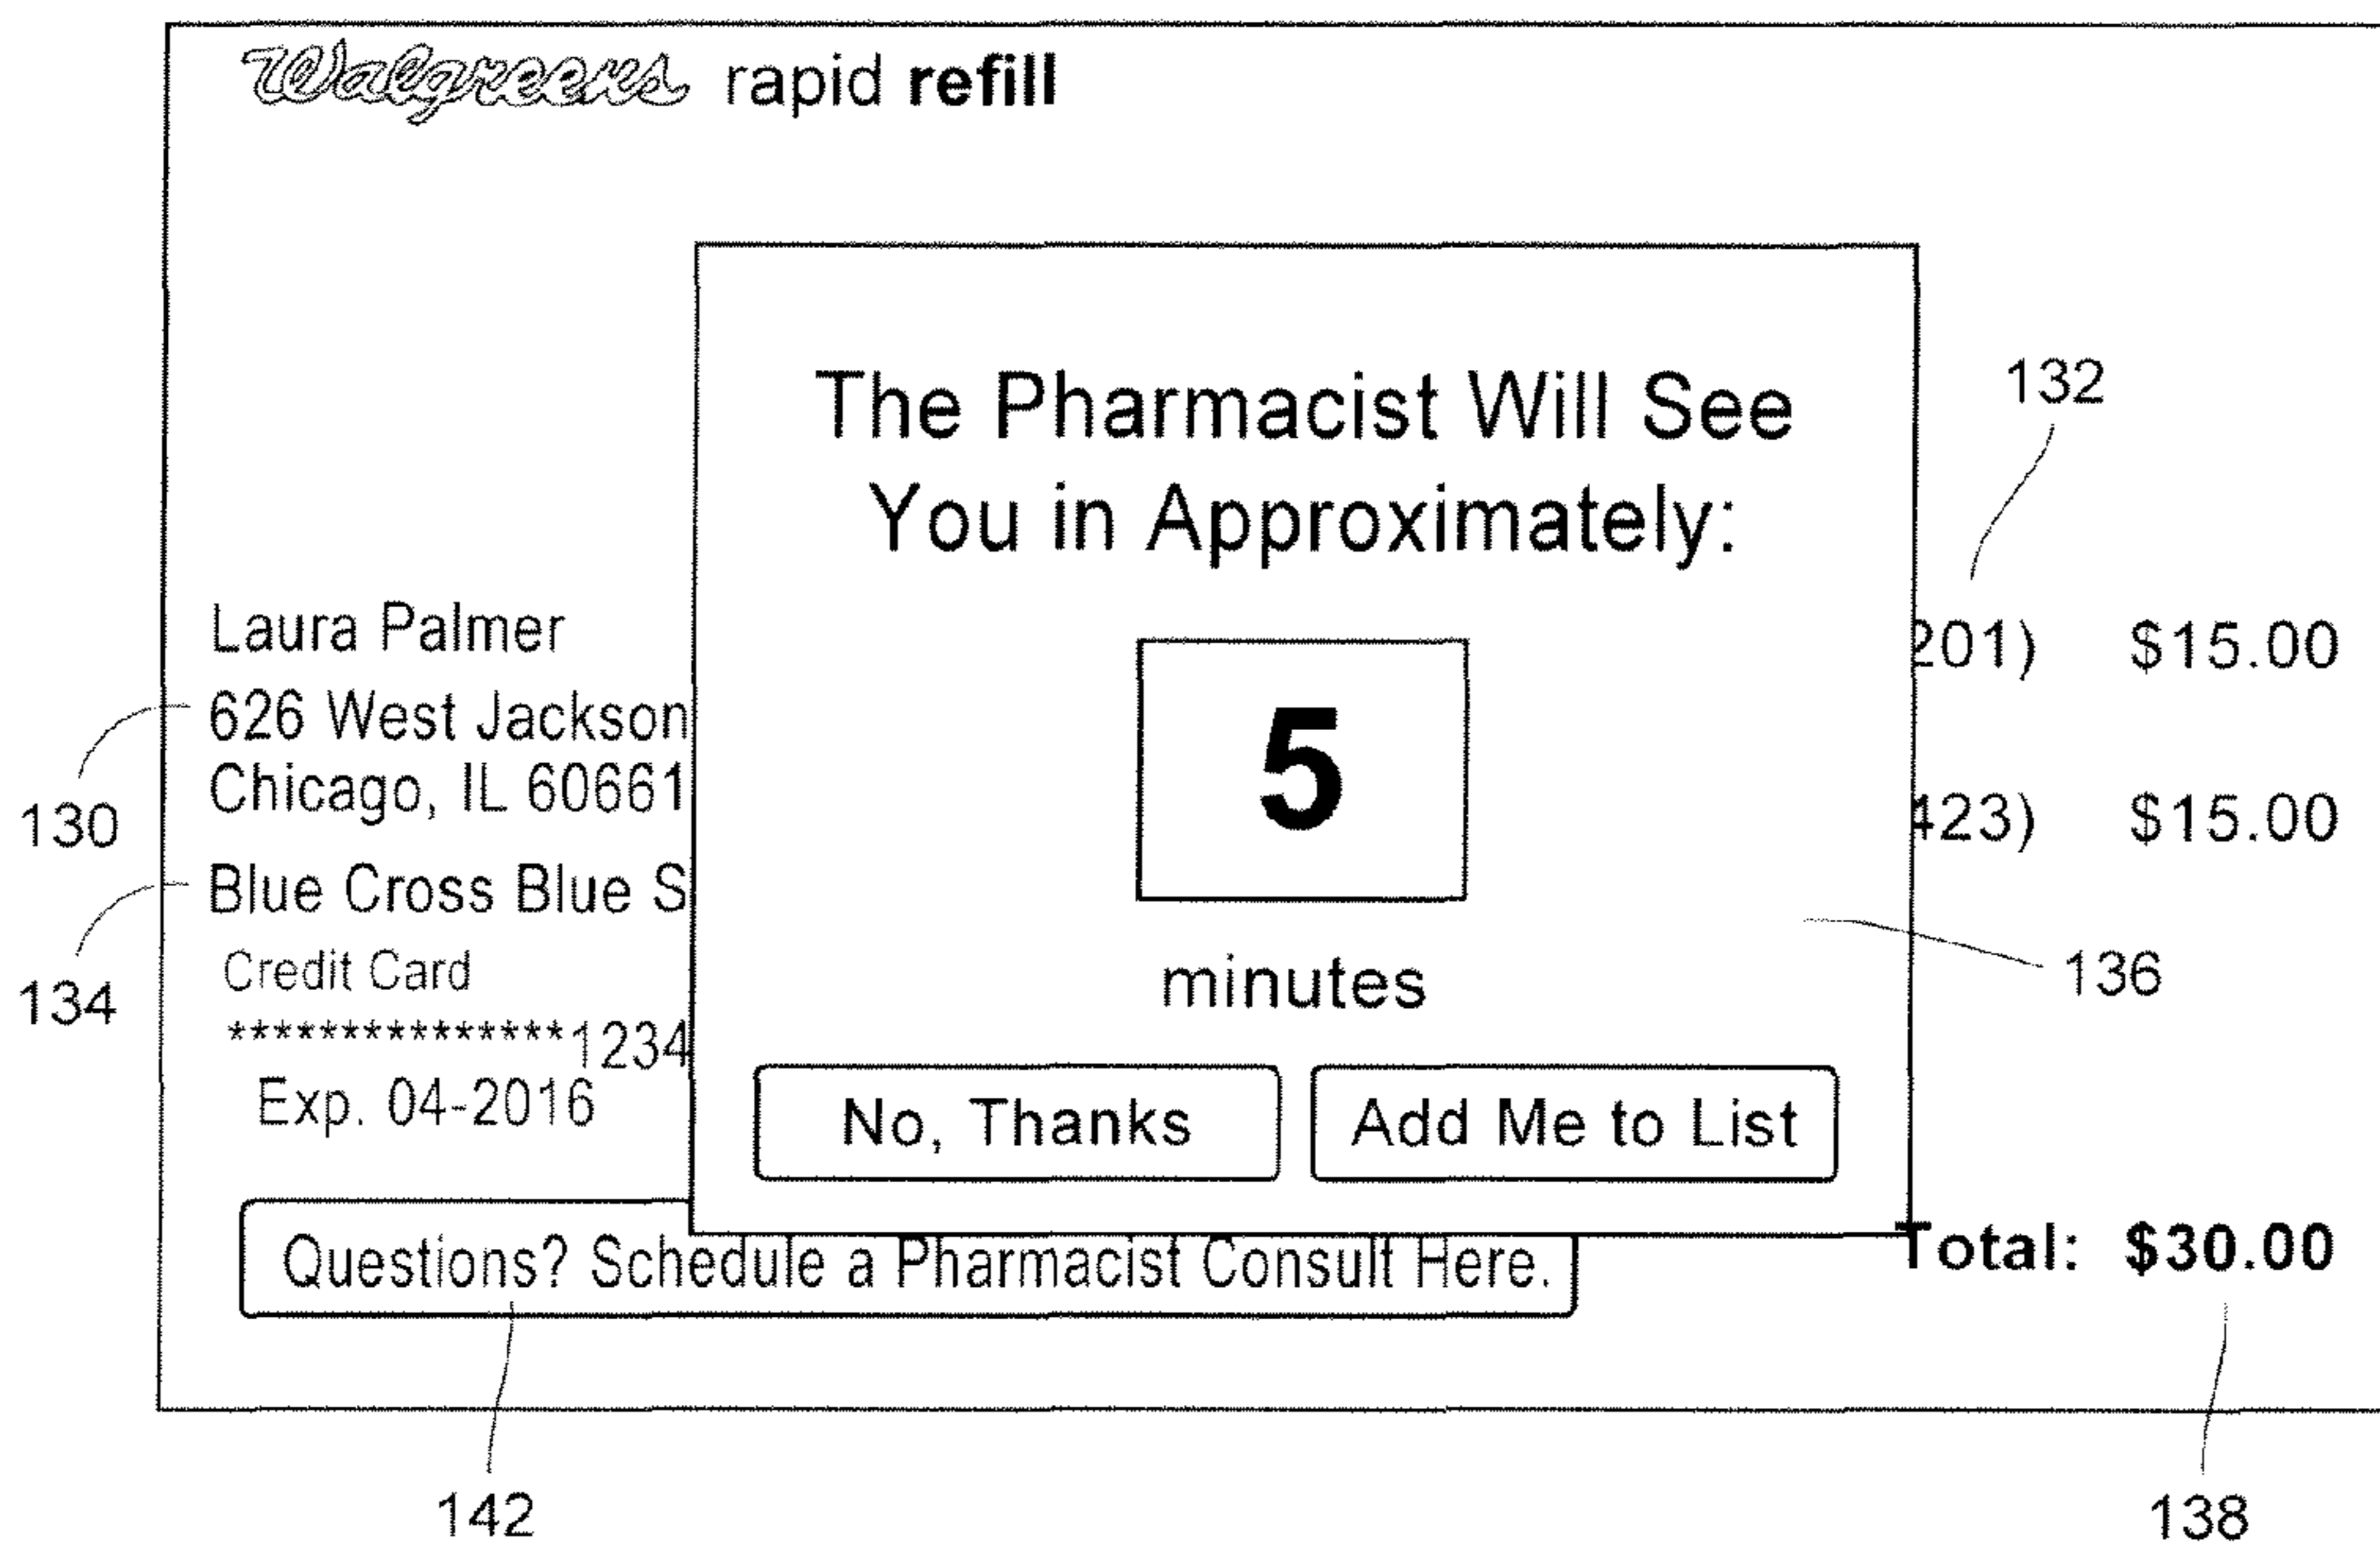 Walgreens rapid refill
The Pharmacist Will See
You in Approximately:
132
Laura Palmer
201) $15.00
626 West Jackson
5
Chicago, IL 60661
130
423) $15.00
Blue Cross Blue S
134
Credit Card
minutes
136
***************1234
Exp. 04-2016
No, Thanks
Add Me to List
Questions? Schedule a Pharmacist Consult Here.
Total: $30.00
142
138